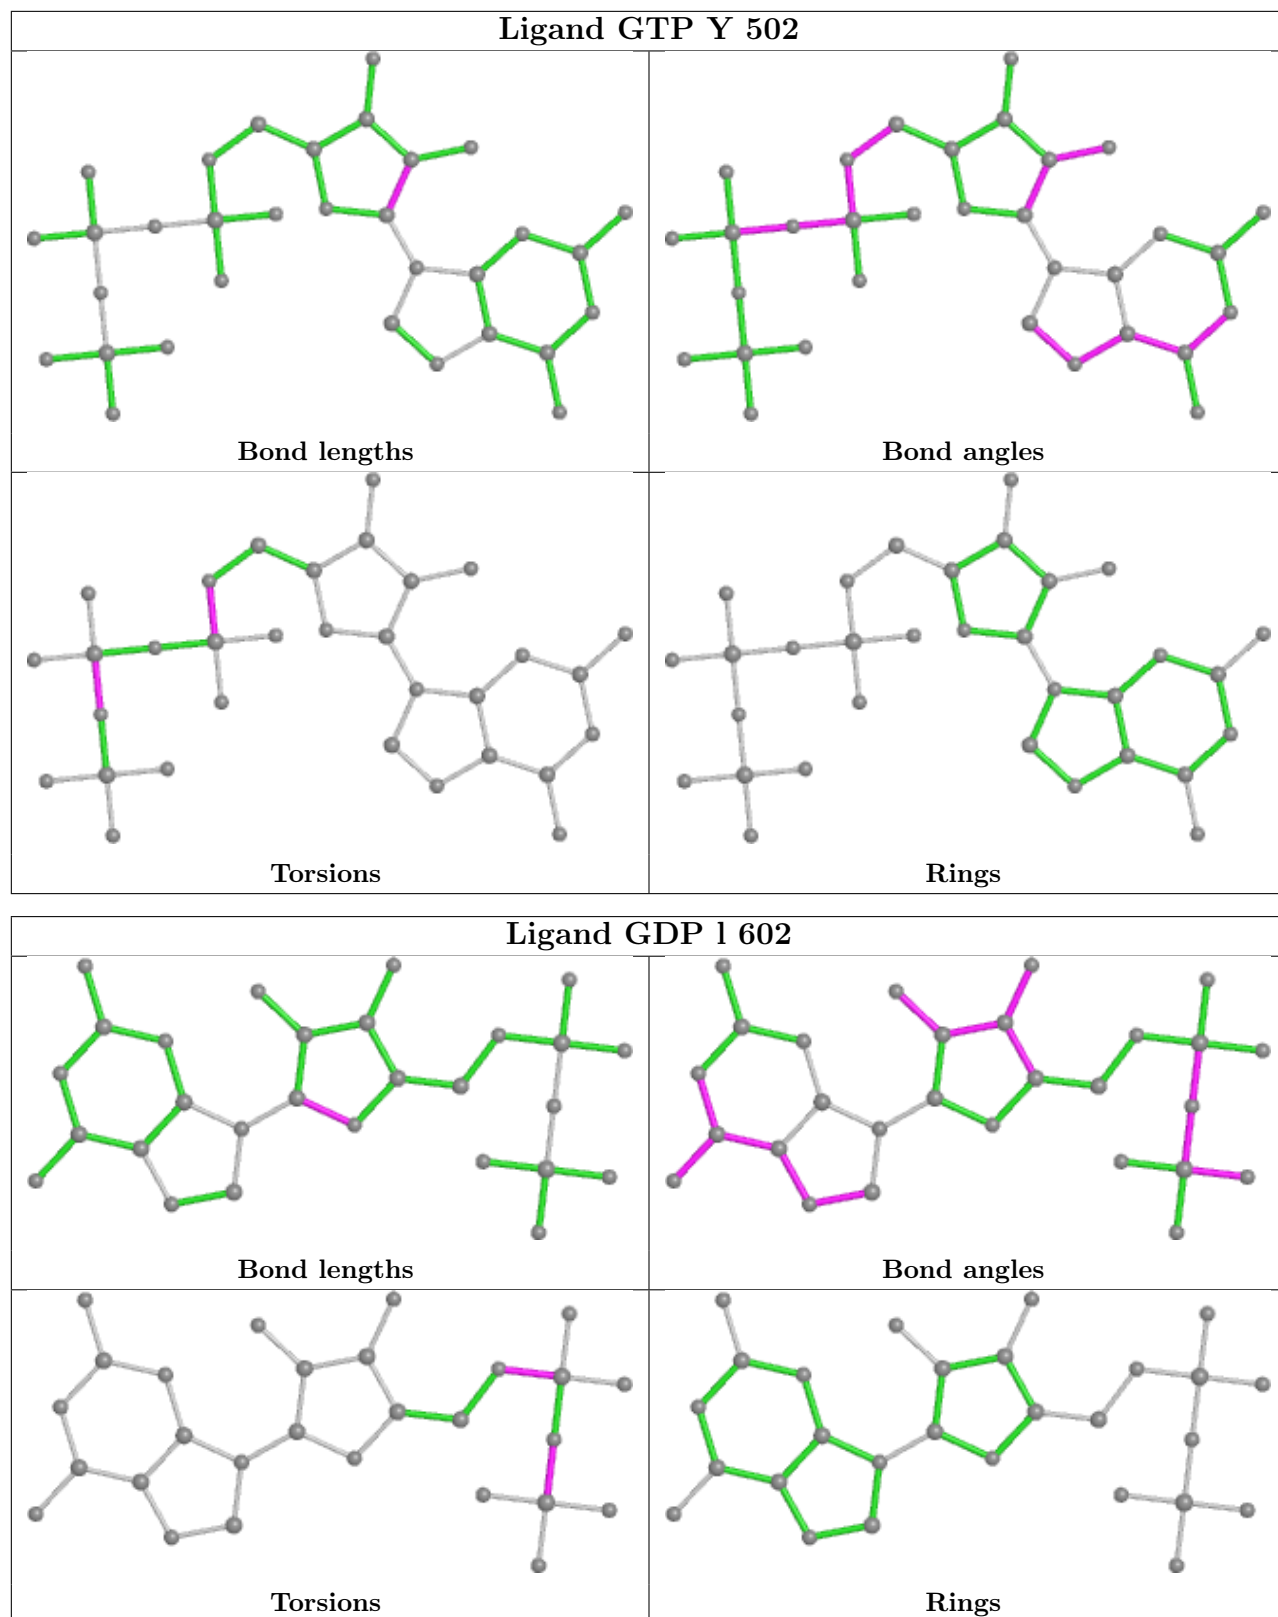 Ligand GTP Y 502
Bond lengths
Bond angles
Torsions
Rings
Ligand GDP l 602
Bond lengths
Bond angles
Torsions
Rings